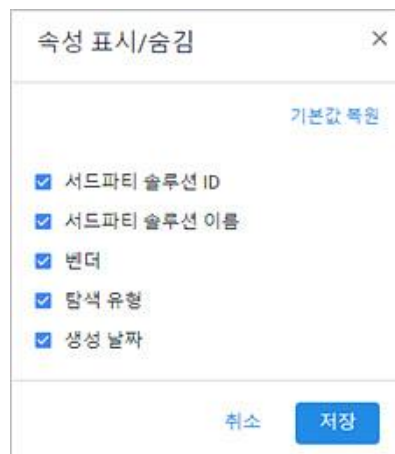 속성 표시/숨김
기본값 복원
서드파티 솔루션 ID
서드파티 솔루션 이름
벤더
탐색 유형
생성 날짜
취소 저장